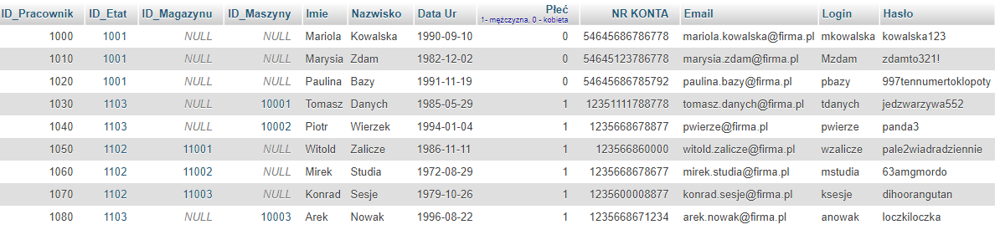 ID_Pracownik ID_Etat ID_Magazynu ID_Maszyny Imie Nazwisko Data Ur Płeć NR KONTA Email Login Hasło
1- mężczyzna, 0 - kobieta
1000 1001 NULL NULL Mariola Kowalska 1990-09-10 0 54645686786778 mariola.kowalska@firma.pl mkowalska kowalska123
1010 1001 NULL NULL Marysia Zdam 1982-12-02 0 54645123786778 marysia.zdam@firma.pl Mzdam zdamto321!
1020 1001 NULL NULL Paulina Bazy 1991-11-19 0 54645686785792 paulina.bazy@firma.pl pbazy 997tennumertoklopoty
1030 1103 NULL 10001 Tomasz Danych 1985-05-29 1 12351111788778 tomasz.danych@firma.pl tdanych jedzwarzywa552
1040 1103 NULL 10002 Piotr Wierzek 1994-01-04 1 1235668678877 pwierze@firma.pl pwierze panda3
1050 1102 11001 NULL Witold Zalicze 1986-11-11 1 123566860000 witold.zalicze@firma.pl wzalicze pale2wiadradziennie
1060 1102 11002 NULL Mirek Studia 1972-08-29 1 1235668678677 mirek.studia@firma.pl mstudia 63amgmordo
1070 1102 11003 NULL Konrad Sesje 1979-10-26 1 1235600008877 konrad.sesje@firma.pl ksesje dihoorangutan
1080 1103 NULL 10003 Arek Nowak 1996-08-22 1 1235668671234 arek.nowak@firma.pl anowak loczkiloczka